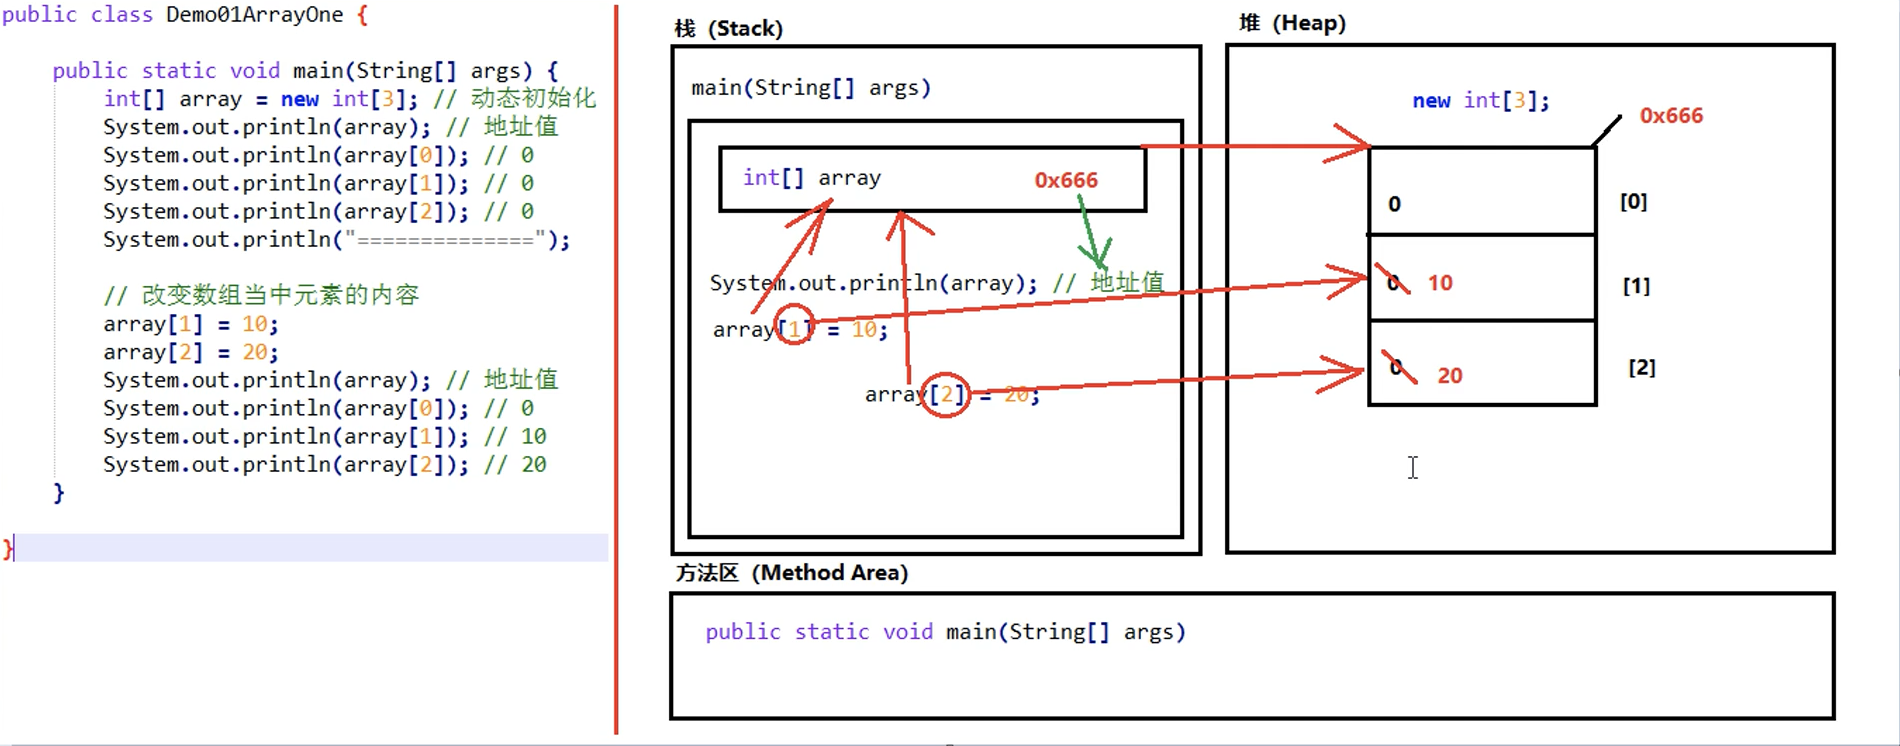 public class Demo01ArrayOne {
public static void main(String[] args) {
int[] array = new int[3]; // 动态初始化
System.out.println(array); // 地址值
System.out.println(array[0]); // 0
System.out.println(array[1]); // 0
System.out.println(array[2]); // 0
System.out.println("==============");
// 改变数组当中元素的内容
array[1] = 10;
array[2] = 20;
System.out.println(array); // 地址值
System.out.println(array[0]); // 0
System.out.println(array[1]); // 10
System.out.println(array[2]); // 20
}
}
栈（Stack）
main(String[] args)
int[] array 0x666
System.out.println(array); // 地址值
array[1] = 10;
array[2] = 20;
堆（Heap）
new int[3];
0x666
0 [0]
0 10 [1]
0 20 [2]
方法区（Method Area）
public static void main(String[] args)